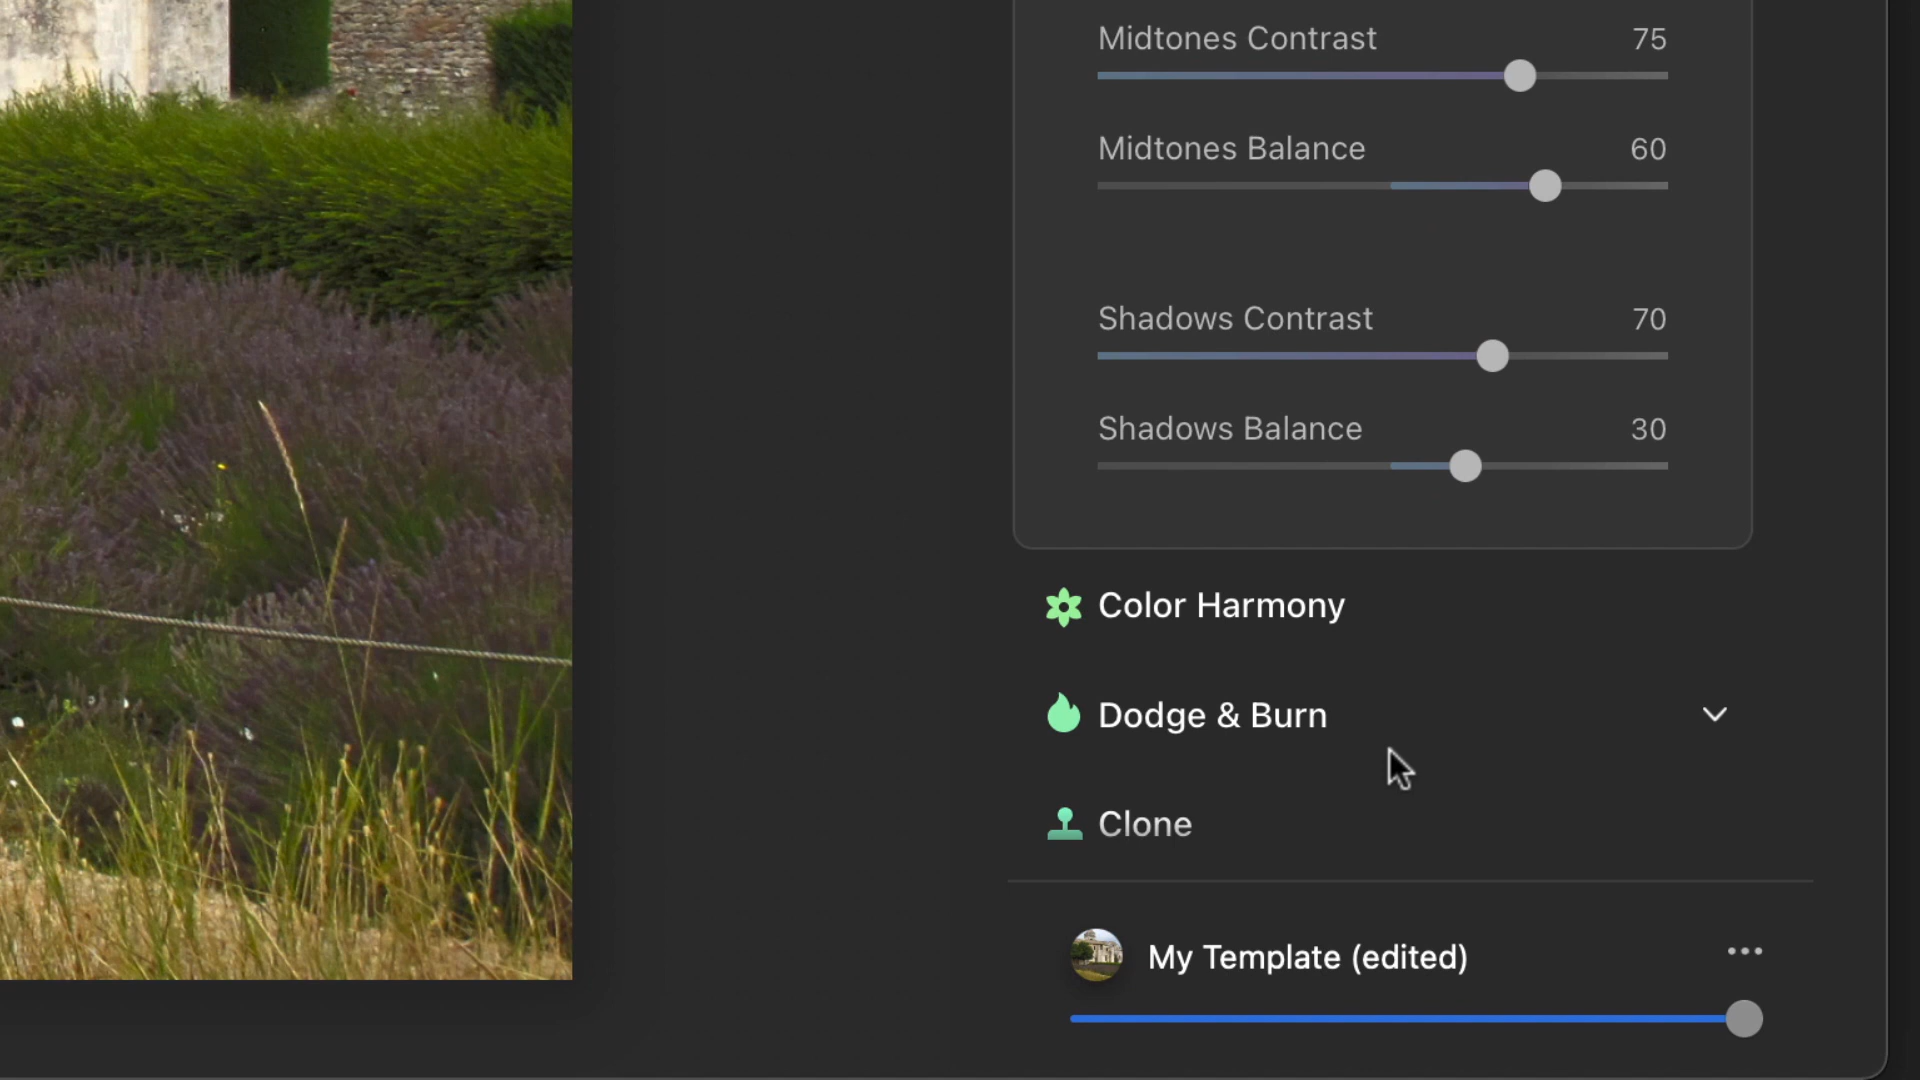 Midtones Contrast 75
Midtones Balance 60
Shadows Contrast 70
Shadows Balance 30
Color Harmony
Dodge & Burn
Clone
My Template (edited)